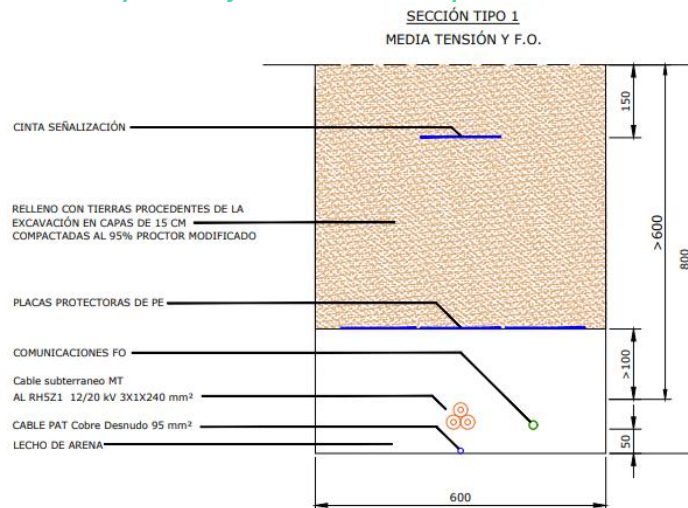 SECCIÓN TIPO 1
MEDIA TENSIÓN Y F.O.
150
CINTA SEÑALIZACIÓN
RELLENO CON TIERRAS PROCEDENTES DE LA
EXCAVACIÓN EN CAPAS DE 15 CM
COMPACTADAS AL 95% PROCTOR MODIFICADO
>600
800
PLACAS PROTECTORAS DE PE
COMUNICACIONES FO
>100
Cable subterraneo MT
AL RH5Z1 12/20 kV 3X1X240 mm²
CABLE PAT Cobre Desnudo 95 mm²
50
LECHO DE ARENA
600